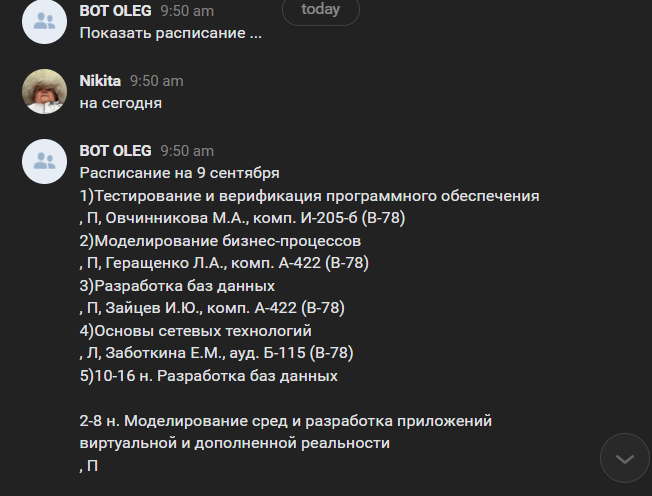 BOT OLEG 9:50 am
today
Показать расписание ...
Nikita 9:50 am
на сегодня
BOT OLEG 9:50 am
Расписание на 9 сентября
1)Тестирование и верификация программного обеспечения
, П, Овчинникова М.А., комп. И-205-б (В-78)
2)Моделирование бизнес-процессов
, П, Геращенко Л.А., комп. А-422 (В-78)
3)Разработка баз данных
, П, Зайцев И.Ю., комп. А-422 (В-78)
4)Основы сетевых технологий
, Л, Заботкина Е.М., ауд. Б-115 (В-78)
5)10-16 н. Разработка баз данных
2-8 н. Моделирование сред и разработка приложений
виртуальной и дополненной реальности
, П